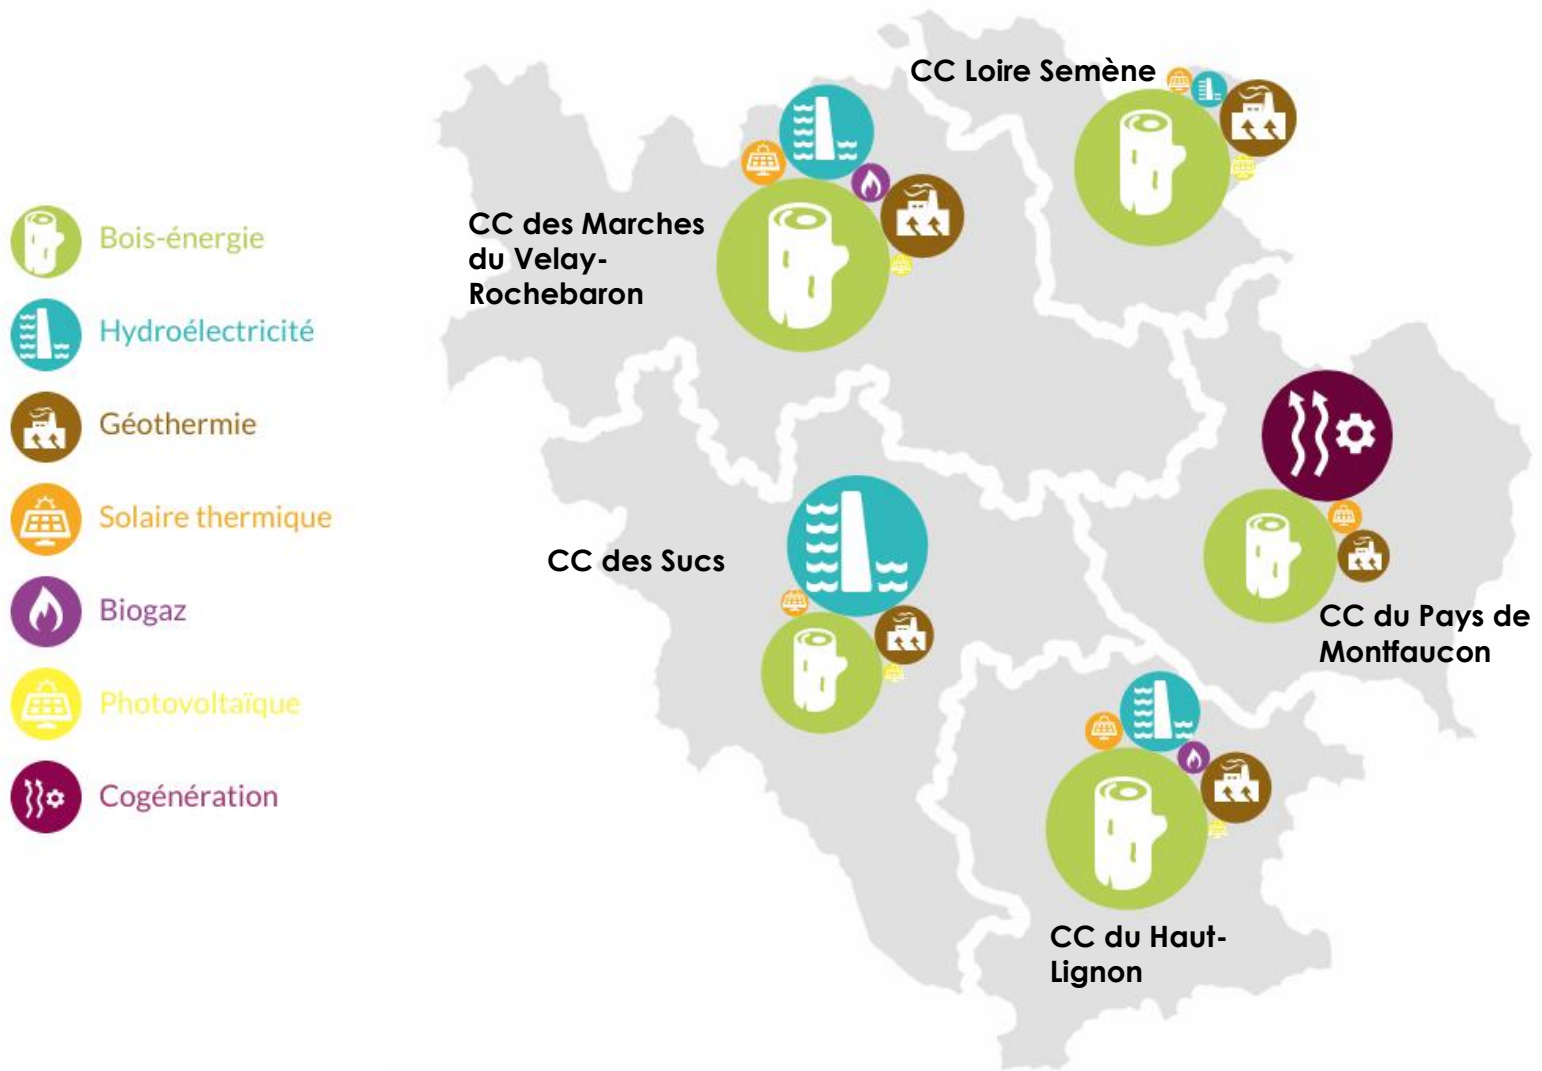 Bois-énergie
Hydroélectricité
Géothermie
Solaire thermique
Biogaz
Photovoltaïque
Cogénération
CC Loire Semène
CC des Marches
du Velay-
Rochebaron
CC des Sucs
CC du Pays de
Montfaucon
CC du Haut-
Lignon